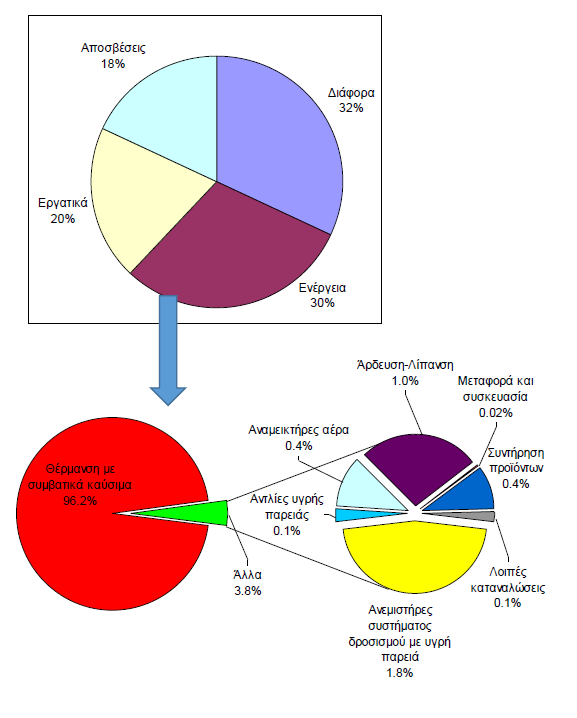 Αποσβέσεις
18%
Διάφορα
32%
Εργατικά
20%
Ενέργεια
30%
Άρδευση-Λίπανση
1.0%
Μεταφορά και
συσκευασία
0.02%
Αναμεικτήρες αέρα
0.4%
Συντήρηση
προϊόντων
0.4%
Θέρμανση με
συμβατικά καύσιμα
96.2%
Αντλίες υγρής
παρειάς
0.1%
Άλλα
3.8%
Λοιπές
καταναλώσεις
0.1%
Ανεμιστήρες
συστήματος
δροσισμού με υγρή
παρειά
1.8%